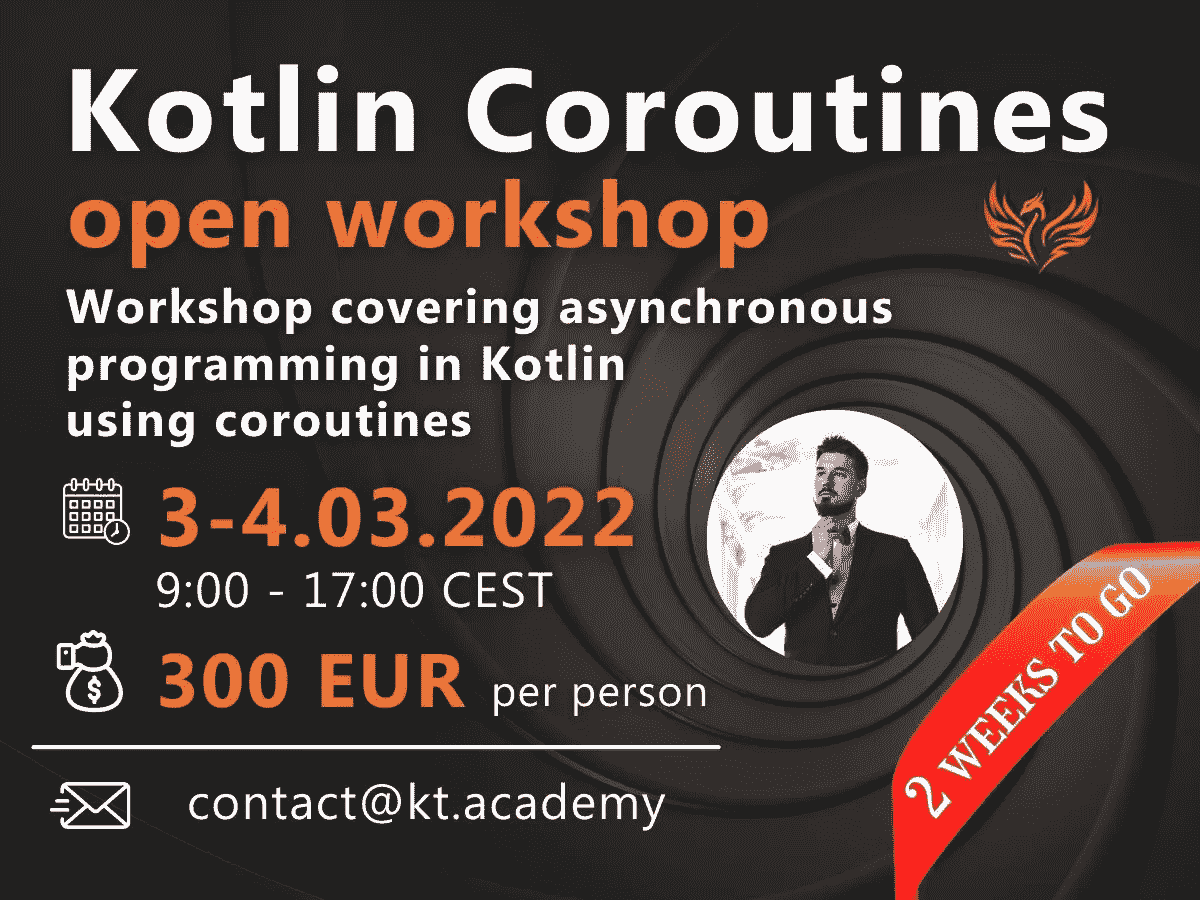 Kotlin Coroutines
open workshop
Workshop covering asynchronous
programming in Kotlin
using coroutines
3-4.03.2022
9:00 - 17:00 CEST
300 EUR per person
contact@kt.academy
2 WEEKS TO GO